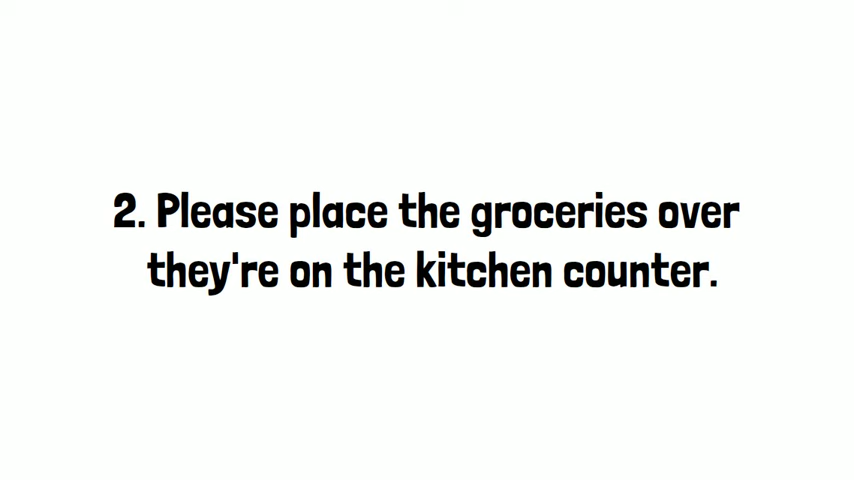 2. Please place the groceries over
they're on the kitchen counter.